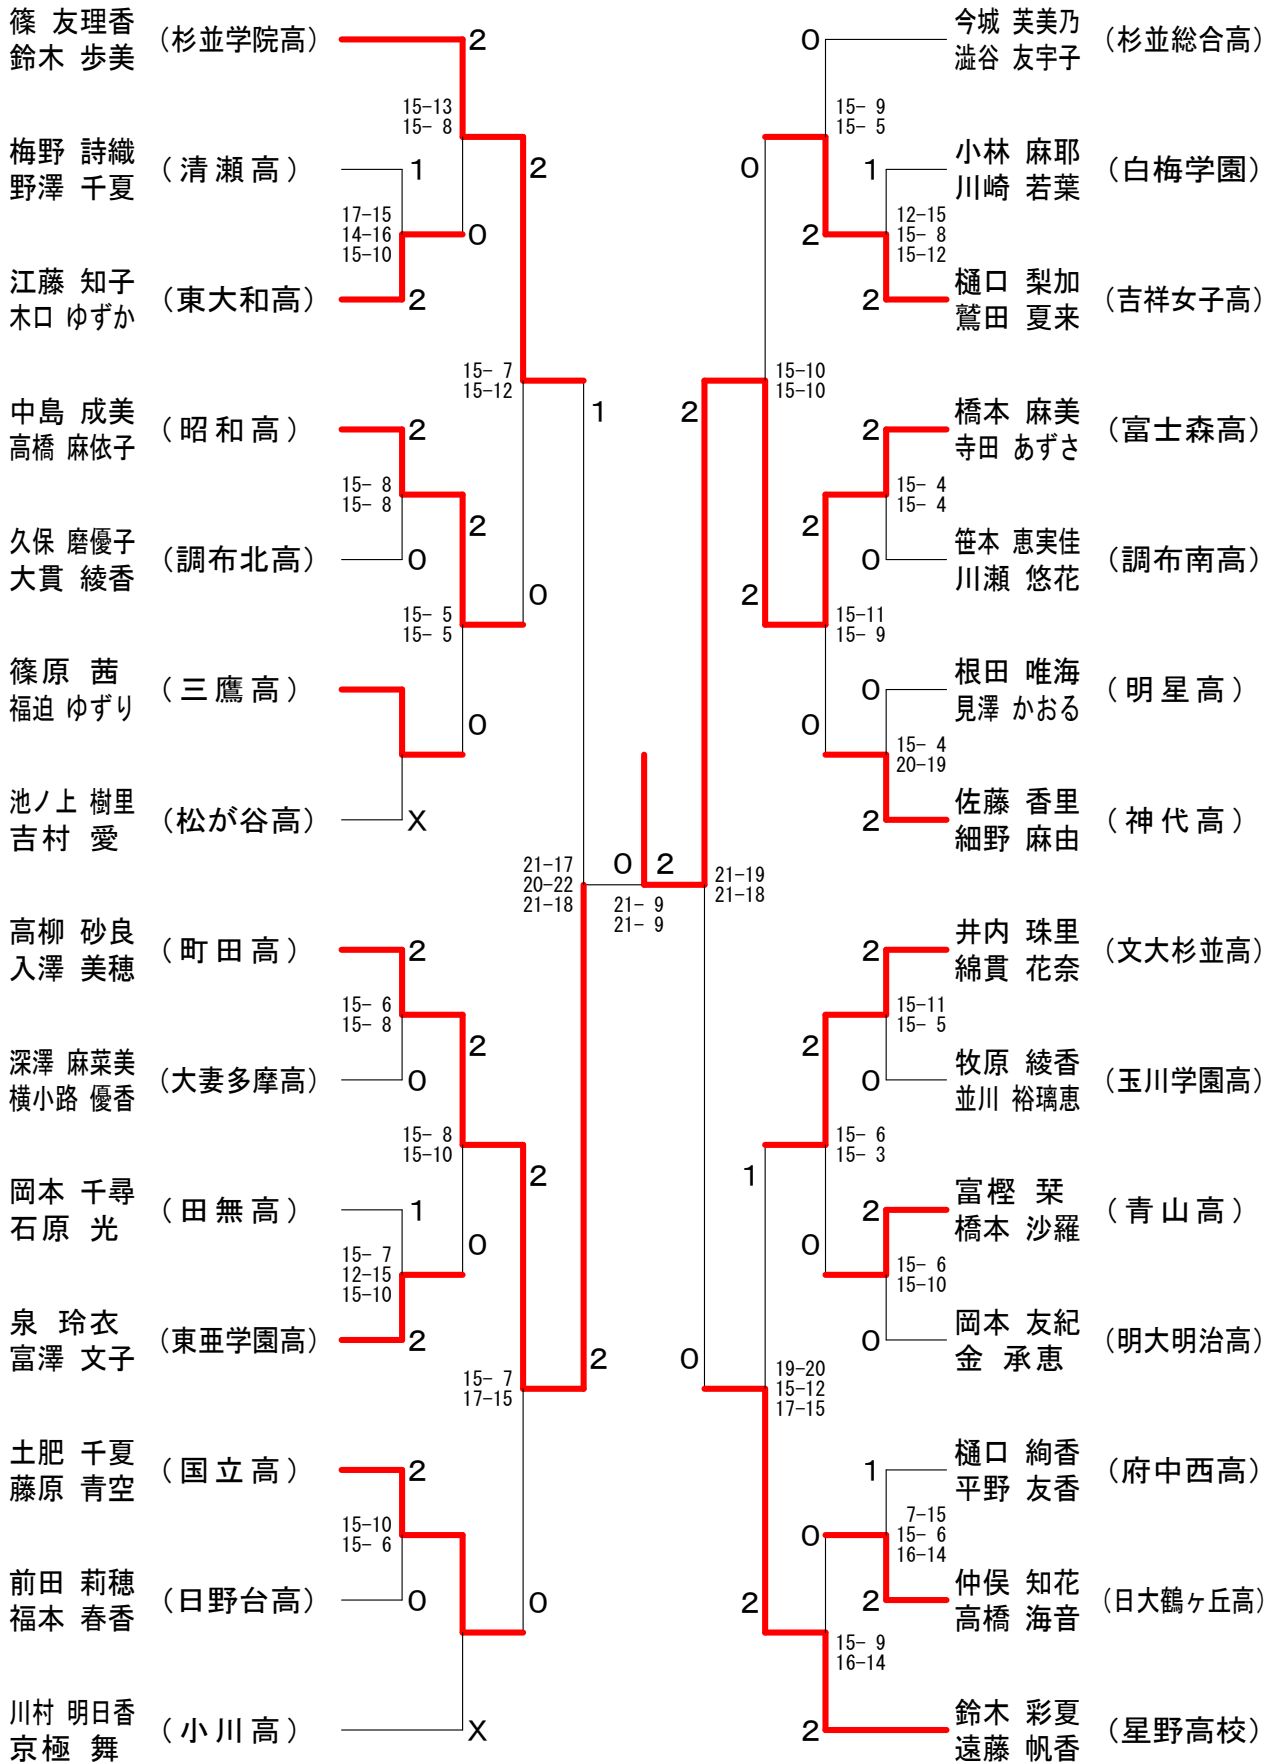 篠 友理香
鈴木 歩美
(杉並学院高)
2
15-13
15- 8
梅野 詩織
野澤 千夏
(清瀬高)
1
2
17-15
14-16
15-10
0
江藤 知子
木口 ゆずか
(東大和高)
2
15- 7
15-12
中島 成美
高橋 麻依子
(昭和高)
2
1
15- 8
15- 8
2
久保 磨優子
大貫 綾香
(調布北高)
0
0
15- 5
15- 5
篠原 茜
福迫 ゆずり
(三鷹高)
0
池ノ上 樹里
吉村 愛
(松が谷高)
X
21-17
20-22
21-18
0
2
21- 9
21- 9
高柳 砂良
入澤 美穂
(町田高)
2
15- 6
15- 8
2
深澤 麻菜美
横小路 優香
(大妻多摩高)
0
15- 8
15-10
2
岡本 千尋
石原 光
(田無高)
1
0
15- 7
12-15
15-10
泉 玲衣
富澤 文子
(東亜学園高)
2
2
15- 7
17-15
土肥 千夏
藤原 青空
(国立高)
2
15-10
15- 6
前田 莉穂
福本 春香
(日野台高)
0
0
川村 明日香
京極 舞
(小川高)
X
今城 芙美乃
澁谷 友宇子
(杉並総合高)
0
15- 9
15- 5
小林 麻耶
川崎 若葉
(白梅学園)
1
0
12-15
15- 8
15-12
2
樋口 梨加
鷲田 夏来
(吉祥女子高)
2
15-10
15-10
2
橋本 麻美
寺田 あずさ
(富士森高)
2
15- 4
15- 4
2
笹本 恵実佳
川瀬 悠花
(調布南高)
0
2
15-11
15- 9
根田 唯海
見澤 かおる
(明星高)
0
0
15- 4
20-19
佐藤 香里
細野 麻由
(神代高)
2
21-19
21-18
井内 珠里
綿貫 花奈
(文大杉並高)
2
15-11
15- 5
2
牧原 綾香
並川 裕璃恵
(玉川学園高)
0
15- 6
15- 3
1
富樫 栞
橋本 沙羅
(青山高)
2
0
15- 6
15-10
岡本 友紀
金 承恵
(明大明治高)
0
0
19-20
15-12
17-15
樋口 絢香
平野 友香
(府中西高)
1
7-15
15- 6
16-14
0
仲俣 知花
高橋 海音
(日大鶴ヶ丘高)
2
2
15- 9
16-14
鈴木 彩夏
遠藤 帆香
(星野高校)
2